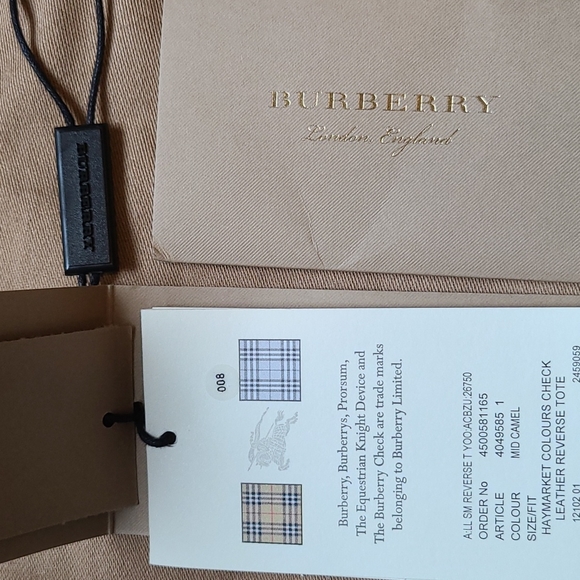 BURBERRY
London, England
BURBERRY
008
Burberry, Burberrys, Prorsum,
The Equestrian Knight Device and
The Burberry Check are trade marks
belonging to Burberry Limited.
A:LL SM REVERSE T YOO:ACBZU:26750
ORDER No 4500581165
ARTICLE 4049585 1
COLOUR MID CAMEL
SIZE/FIT
HAYMARKET COLOURS CHECK
LEATHER REVERSE TOTE
12102 01 2459059